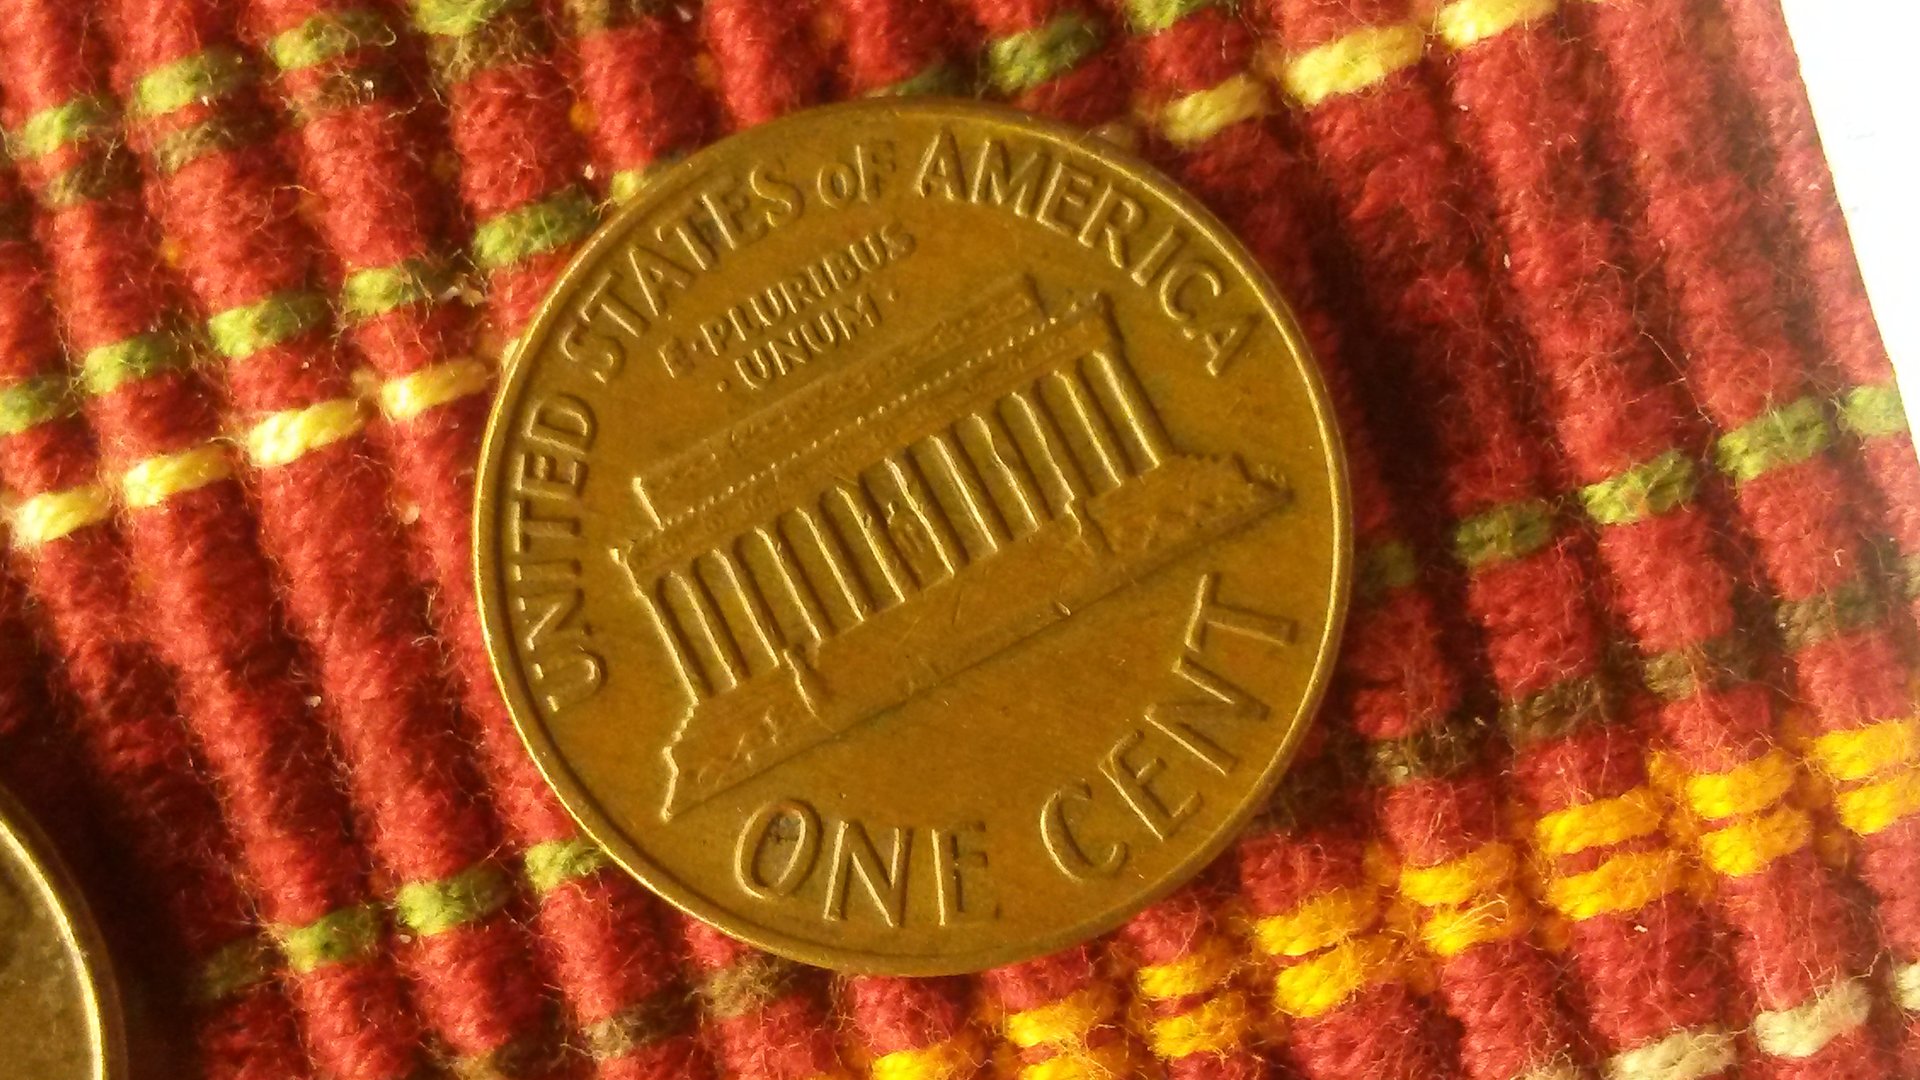 UNITED STATES OF AMERICA
E·PLURIBUS
·UNUM·
ONE CENT